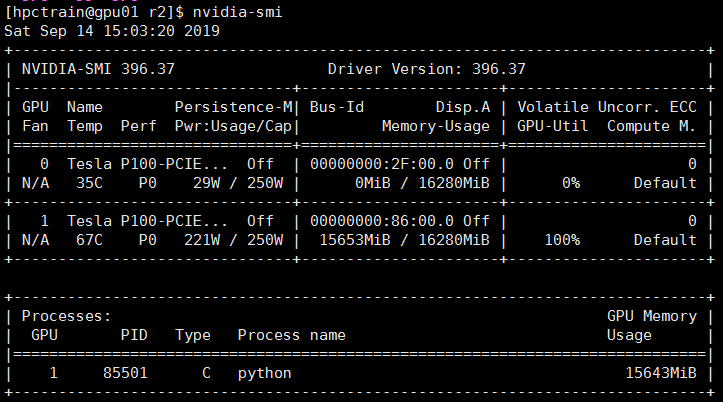 [hpctrain@gpu01 r2]$ nvidia-smi
Sat Sep 14 15:03:20 2019
+-----------------------------------------------------------------------------+
| NVIDIA-SMI 396.37                 Driver Version: 396.37                    |
|-------------------------------+----------------------+----------------------+
| GPU  Name        Persistence-M| Bus-Id        Disp.A | Volatile Uncorr. ECC |
| Fan  Temp  Perf  Pwr:Usage/Cap|         Memory-Usage | GPU-Util  Compute M. |
|===============================+======================+======================|
|   0  Tesla P100-PCIE...  Off  | 00000000:2F:00.0 Off |                    0 |
| N/A   35C    P0    29W / 250W |      0MiB / 16280MiB |      0%      Default |
+-------------------------------+----------------------+----------------------+
|   1  Tesla P100-PCIE...  Off  | 00000000:86:00.0 Off |                    0 |
| N/A   67C    P0   221W / 250W |  15653MiB / 16280MiB |    100%      Default |
+-------------------------------+----------------------+----------------------+
+-----------------------------------------------------------------------------+
| Processes:                                                       GPU Memory |
|  GPU       PID   Type   Process name                             Usage      |
|=============================================================================|
|    1     85501      C   python                                     15643MiB |
+-----------------------------------------------------------------------------+